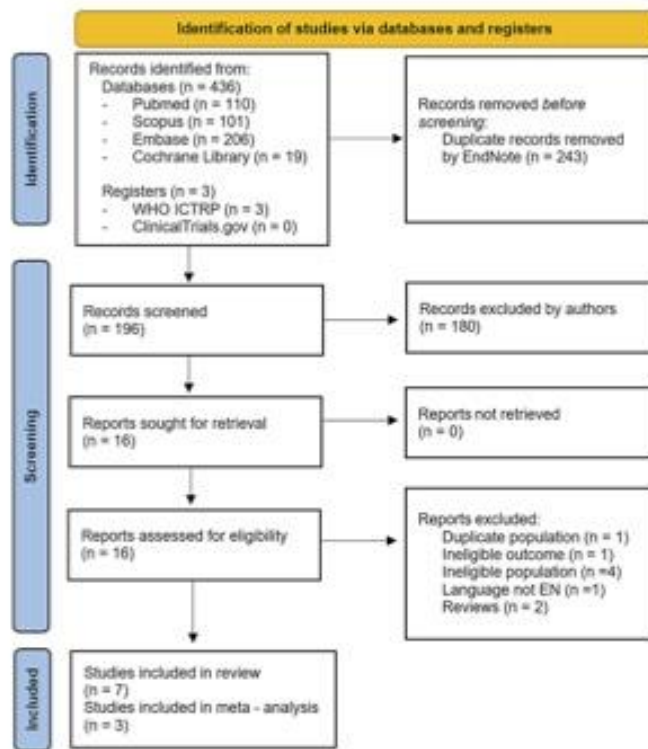 Identification of studies via databases and registers
Identification
Records identified from:
Databases (n = 436)
- Pubmed = 110)
- Scopus = 101)
- Embase = 206)
- Cochrane Library (n = 19)
Registers (n = 3)
- WHO ICTRP (n = 3)
- ClinicalTrials.gov (n = 0)
Records removed before
screening:
Duplicate records removed
by EndNote (n = 243)
Screening
Records screened
(n = 196)
Records excluded by authors
(n = 180)
Reports sought for retrieval
(n = 16)
Reports not retrieved
(n = 0)
Reports assessed for eligibility
(n = 16)
Reports excluded:
Duplicate population (n = 1)
Ineligible outcome (n = 1)
Ineligible population (n =4)
Language not EN (n =1)
Reviews (n = 2)
Included
Studies included in review
(n = 7)
Studies included in meta - analysis
(n = 3)